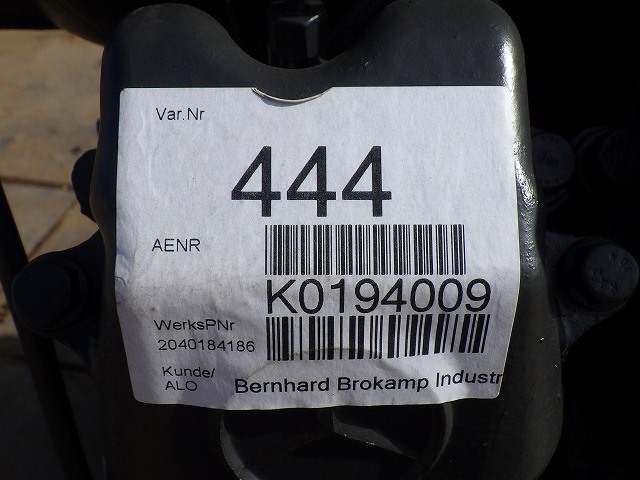 Var.Nr
444
AENR
K0194009
WerksPNr
2040184186
Kunde/
ALO
Bernhard Brokamp Industr